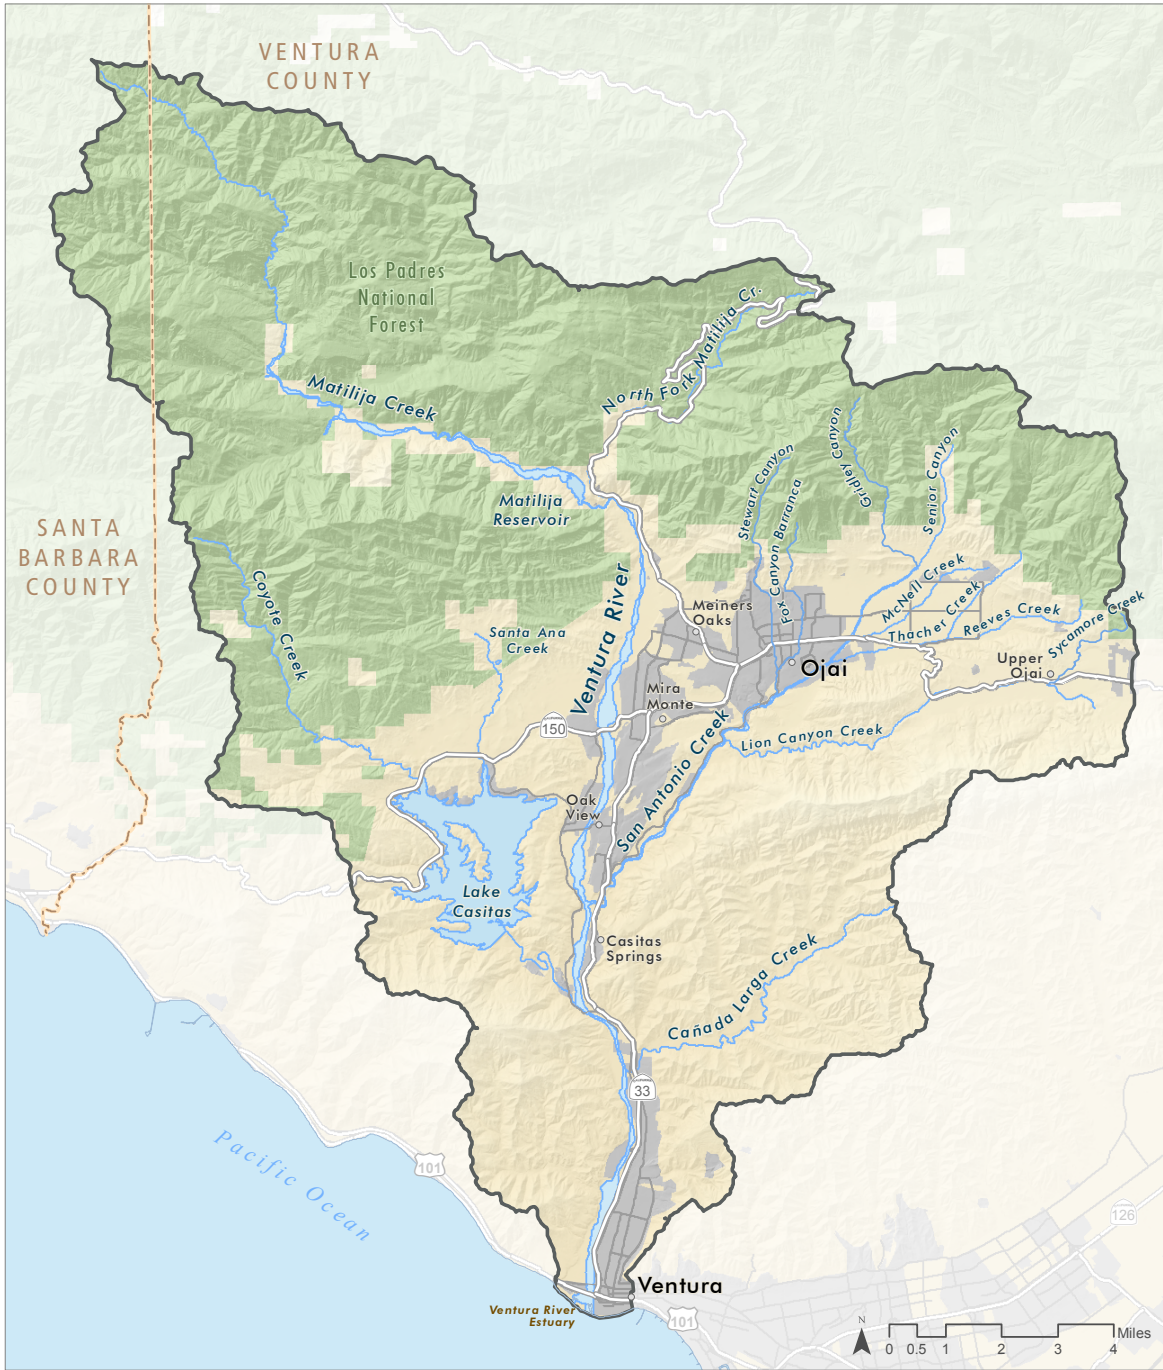 VENTURA
COUNTY
Los Padres
National
Forest
North Fork Matilija Cr.
Matilija Creek
Gridley Canyon
Senior Canyon
Stewart Canyon
Fox Canyon Barranca
Matilija
Reservoir
SANTA
BARBARA
COUNTY
Coyote Creek
Santa Ana
Creek
Ventura River
Meiners
Oaks
McNell Creek
Thacher Creek
Reeves Creek
Sycamore Creek
Ojai
Upper
Ojai
Mira
Monte
150
San Antonio Creek
Lion Canyon Creek
Oak
View
Lake
Casitas
Casitas
Springs
Cañada Larga Creek
33
Pacific Ocean
101
126
Ventura
Ventura River
Estuary
101
N
0 0.5 1 2 3 4 Miles